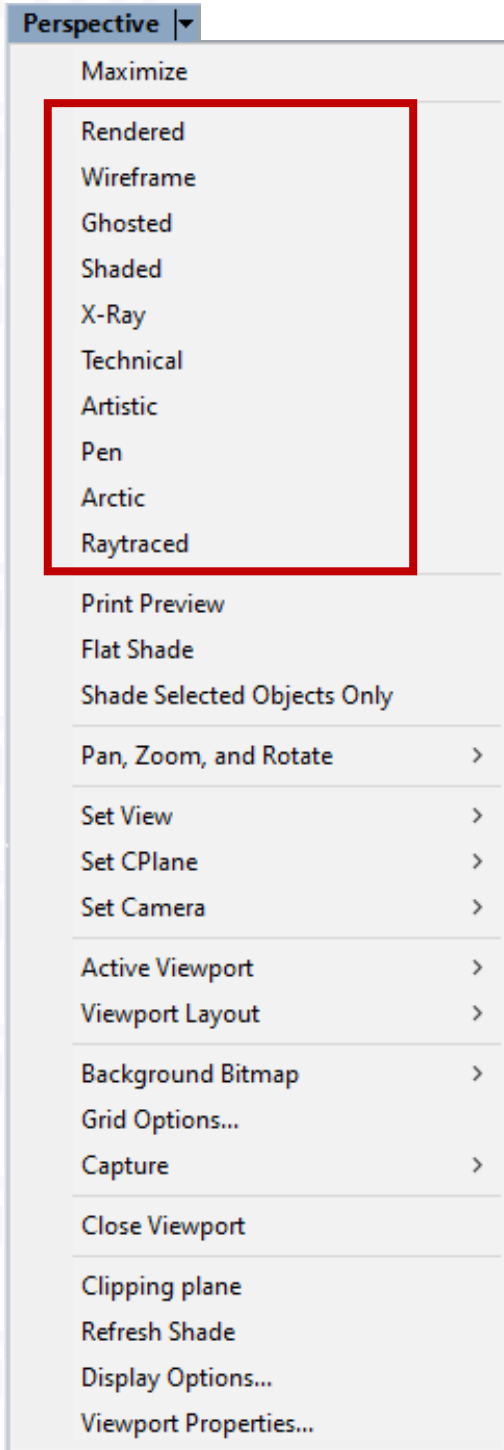 Perspective
Maximize
Rendered
Wireframe
Ghosted
Shaded
X-Ray
Technical
Artistic
Pen
Arctic
Raytraced
Print Preview
Flat Shade
Shade Selected Objects Only
Pan, Zoom, and Rotate
Set View
Set CPlane
Set Camera
Active Viewport
Viewport Layout
Background Bitmap
Grid Options...
Capture
Close Viewport
Clipping plane
Refresh Shade
Display Options...
Viewport Properties...